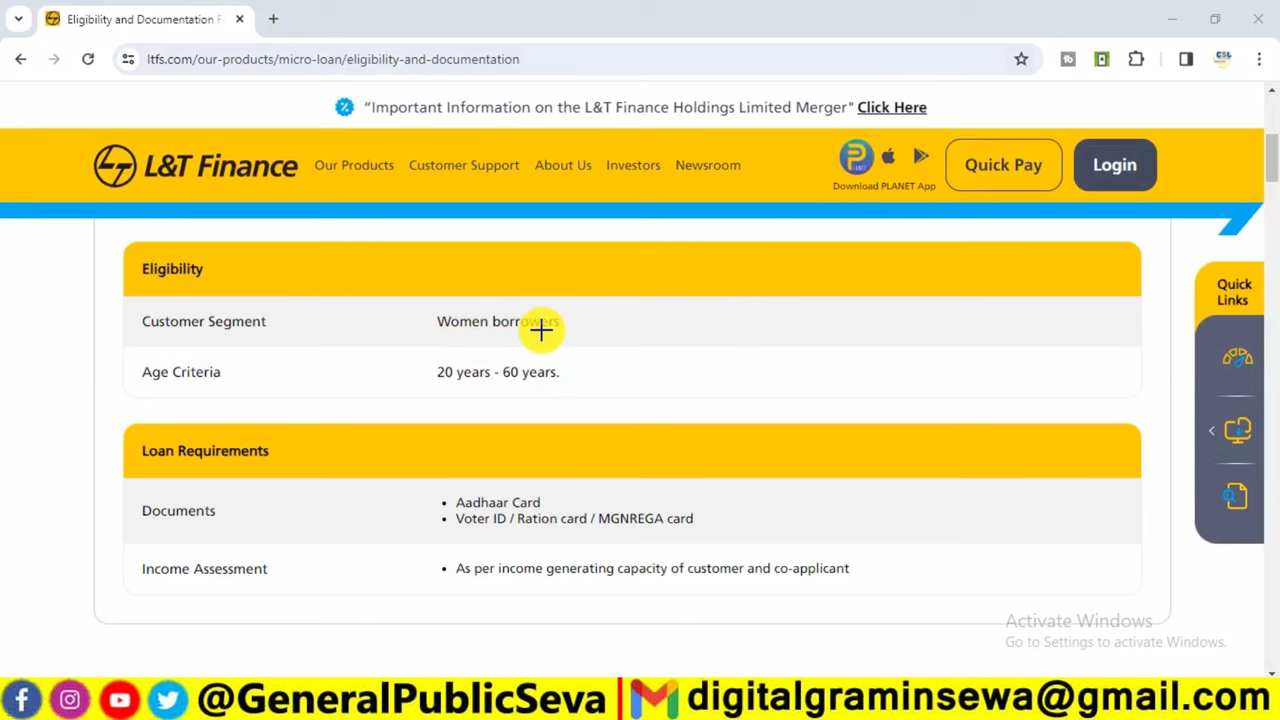 Eligibility and Documentation F
ltfs.com/our-products/micro-loan/eligibility-and-documentation
“Important Information on the L&T Finance Holdings Limited Merger" Click Here
L&T Finance Our Products Customer Support About Us Investors Newsroom Download PLANET App Quick Pay Login
Eligibility
Quick
Links
Customer Segment Women borrowers
Age Criteria 20 years - 60 years.
Loan Requirements
Documents
• Aadhaar Card
• Voter ID / Ration card / MGNREGA card
Income Assessment • As per income generating capacity of customer and co-applicant
Activate Windows
Go to Settings to activate Windows.
@GeneralPublicSeva digitalgraminsewa@gmail.com